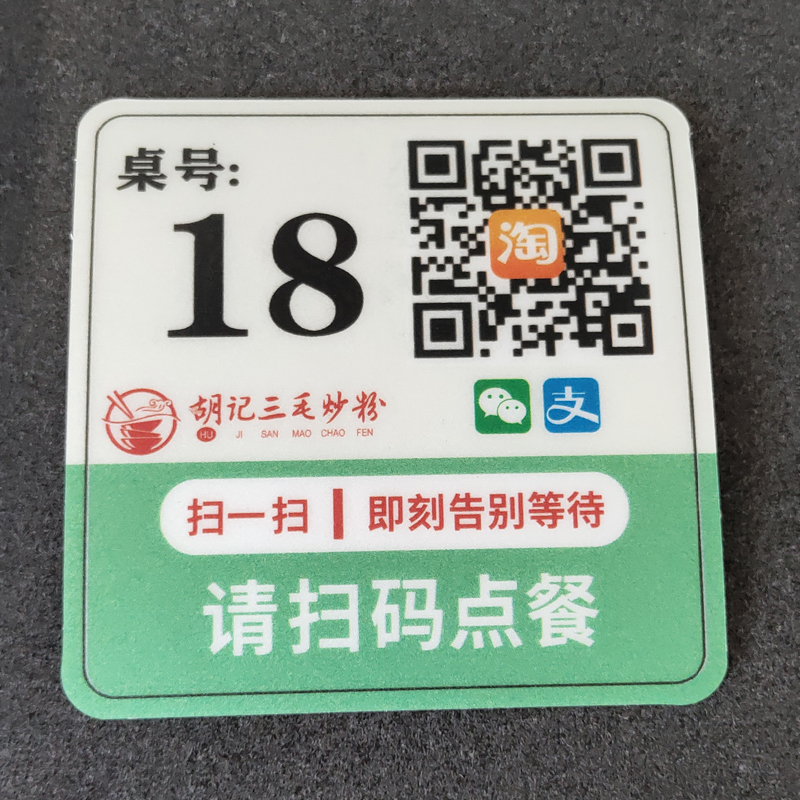 桌号:
18
淘
胡记三毛炒粉
HU JI SAN MAO CHAO FEN
支
扫一扫 | 即刻告别等待
请扫码点餐